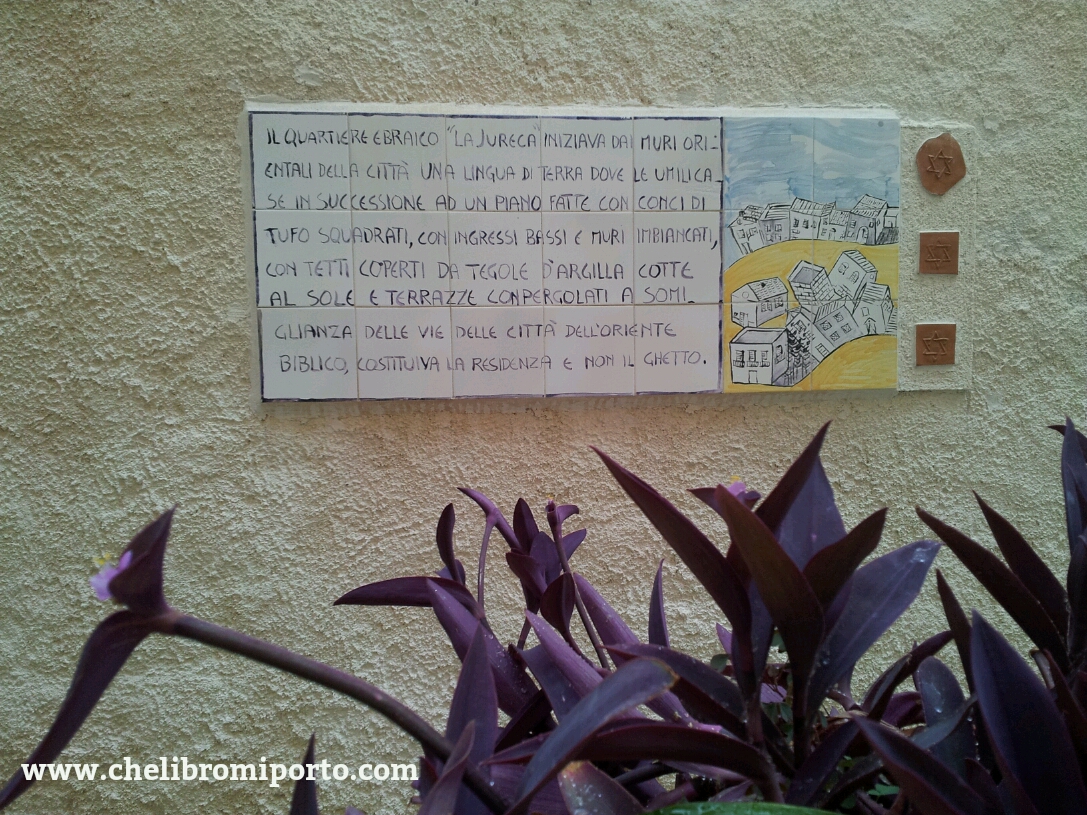 IL QUARTIERE EBRAICO "LA JURECA" INIZIAVA DAI MURI ORI-
ENTALI DELLA CITTÀ UNA LINGUA DI TERRA DOVE LE UMILI CA-
SE IN SUCCESSIONE AD UN PIANO FATTE CON CONCI DI
TUFO SQUADRATI, CON INGRESSI BASSI E MURI IMBIANCATI,
CON TETTI COPERTI DA TEGOLE D'ARGILLA COTTE
AL SOLE E TERRAZZE CON PERGOLATI A SOMI-
GLIANZA DELLE VIE DELLE CITTÀ DELL'ORIENTE
BIBLICO, COSTITUIVA LA RESIDENZA E NON IL GHETTO.
www.chelibromiporto.com